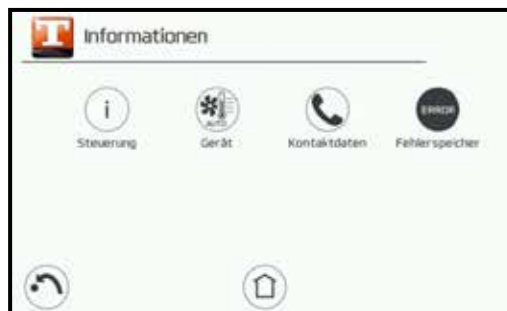 T Informationen
i
ERROR
Steuerung Gerät Kontaktdaten Fehlerspeicher